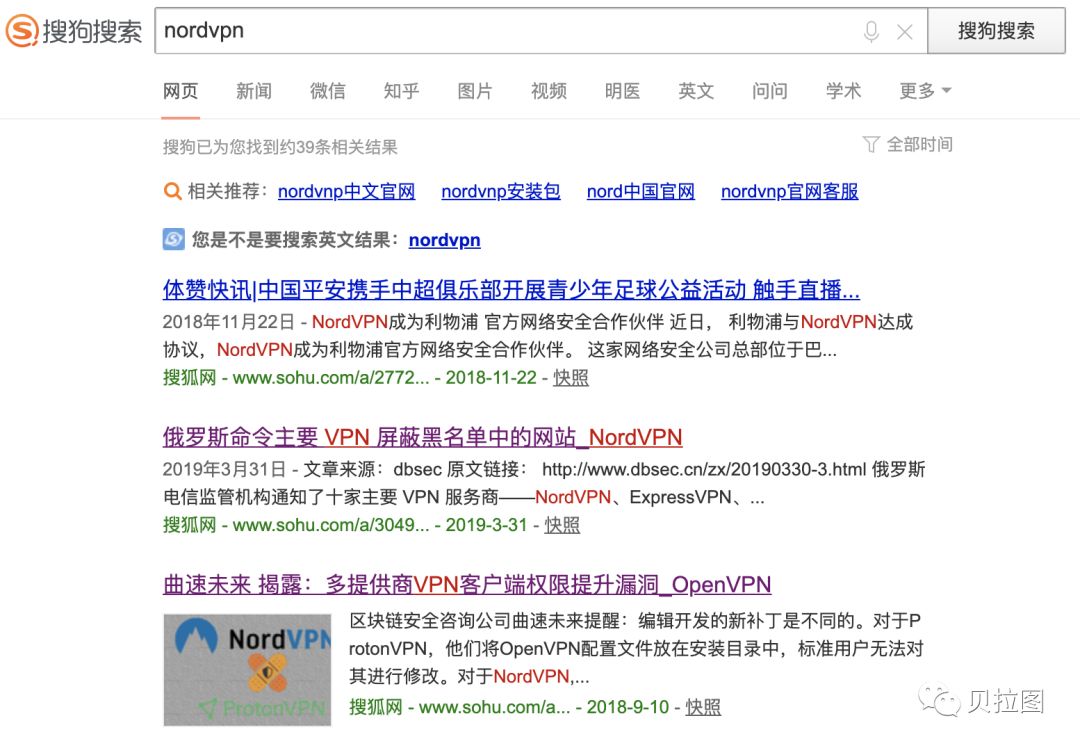 搜狗搜索
nordvpn
搜狗搜索
网页 新闻 微信 知乎 图片 视频 明医 英文 问问 学术 更多
搜狗已为您找到约39条相关结果
全部时间
相关推荐： nordvnp中文官网 nordvnp安装包 nord中国官网 nordvnp官网客服
您是不是要搜索英文结果： nordvpn
体赞快讯|中国平安携手中超俱乐部开展青少年足球公益活动 触手直播...
2018年11月22日 - NordVPN成为利物浦 官方网络安全合作伙伴 近日， 利物浦与NordVPN达成
协议，NordVPN成为利物浦官方网络安全合作伙伴。 这家网络安全公司总部位于巴...
搜狐网 - www.sohu.com/a/2772... - 2018-11-22 - 快照
俄罗斯命令主要 VPN 屏蔽黑名单中的网站_NordVPN
2019年3月31日 - 文章来源：dbsec 原文链接： http://www.dbsec.cn/zx/20190330-3.html 俄罗斯
电信监管机构通知了十家主要 VPN 服务商——NordVPN、ExpressVPN、...
搜狐网 - www.sohu.com/a/3049... - 2019-3-31 - 快照
曲速未来 揭露：多提供商VPN客户端权限提升漏洞_OpenVPN
NordVPN
ProtonVPN
区块链安全咨询公司曲速未来提醒：编辑开发的新补丁是不同的。对于P
rotonVPN，他们将OpenVPN配置文件放在安装目录中，标准用户无法对
其进行修改。对于NordVPN,...
搜狐网 - www.sohu.com/a... - 2018-9-10 - 快照
贝拉图